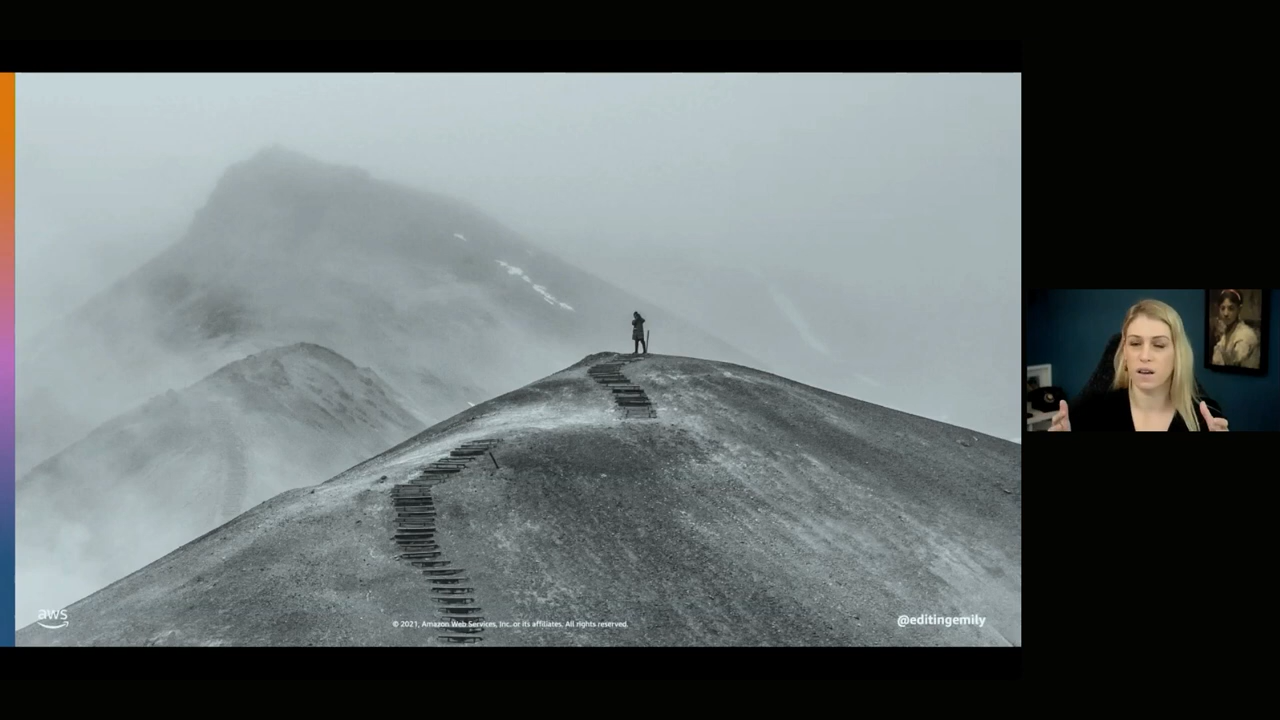 aws
© 2021, Amazon Web Services, Inc. or its affiliates. All rights reserved.
@editingemily